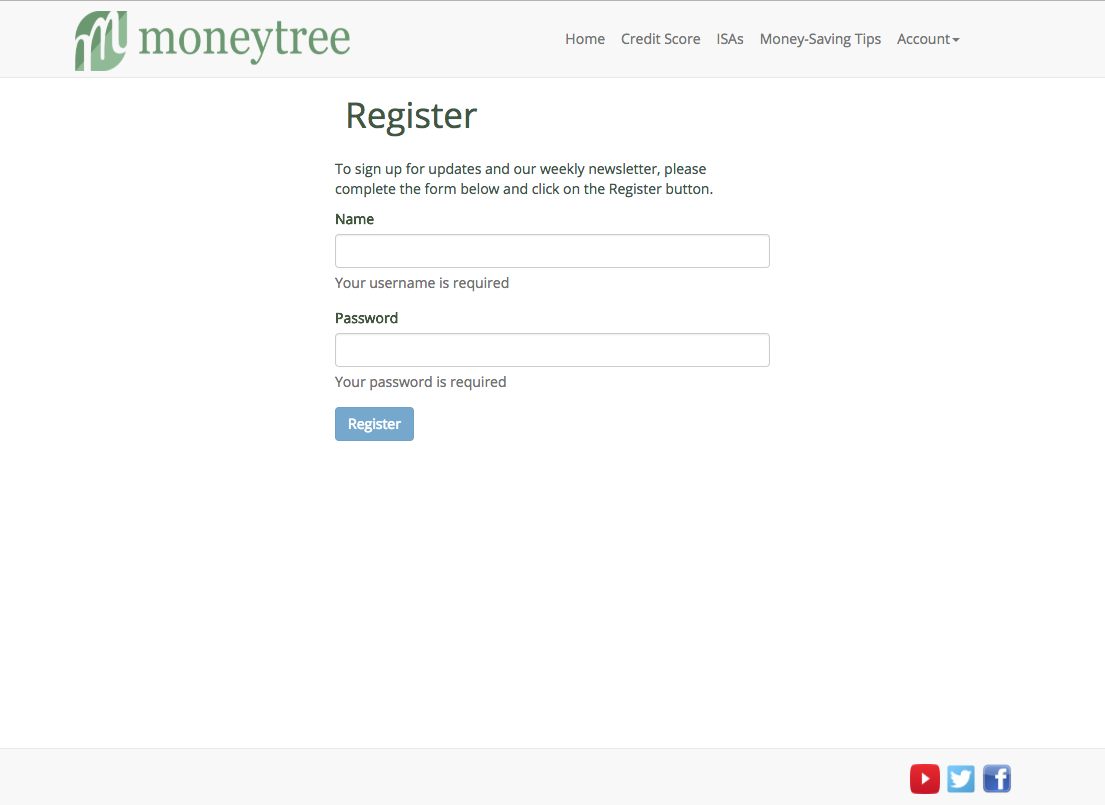 moneytree
Home Credit Score ISAs Money-Saving Tips Account
Register
To sign up for updates and our weekly newsletter, please
complete the form below and click on the Register button.
Name
Your username is required
Password
Your password is required
Register